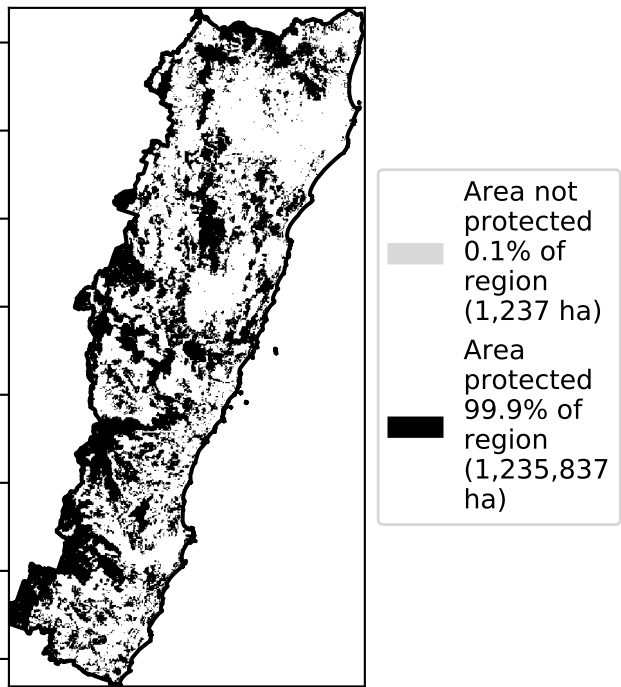 Area not
protected
0.1% of
region
(1,237 ha)
Area
protected
99.9% of
region
(1,235,837
ha)